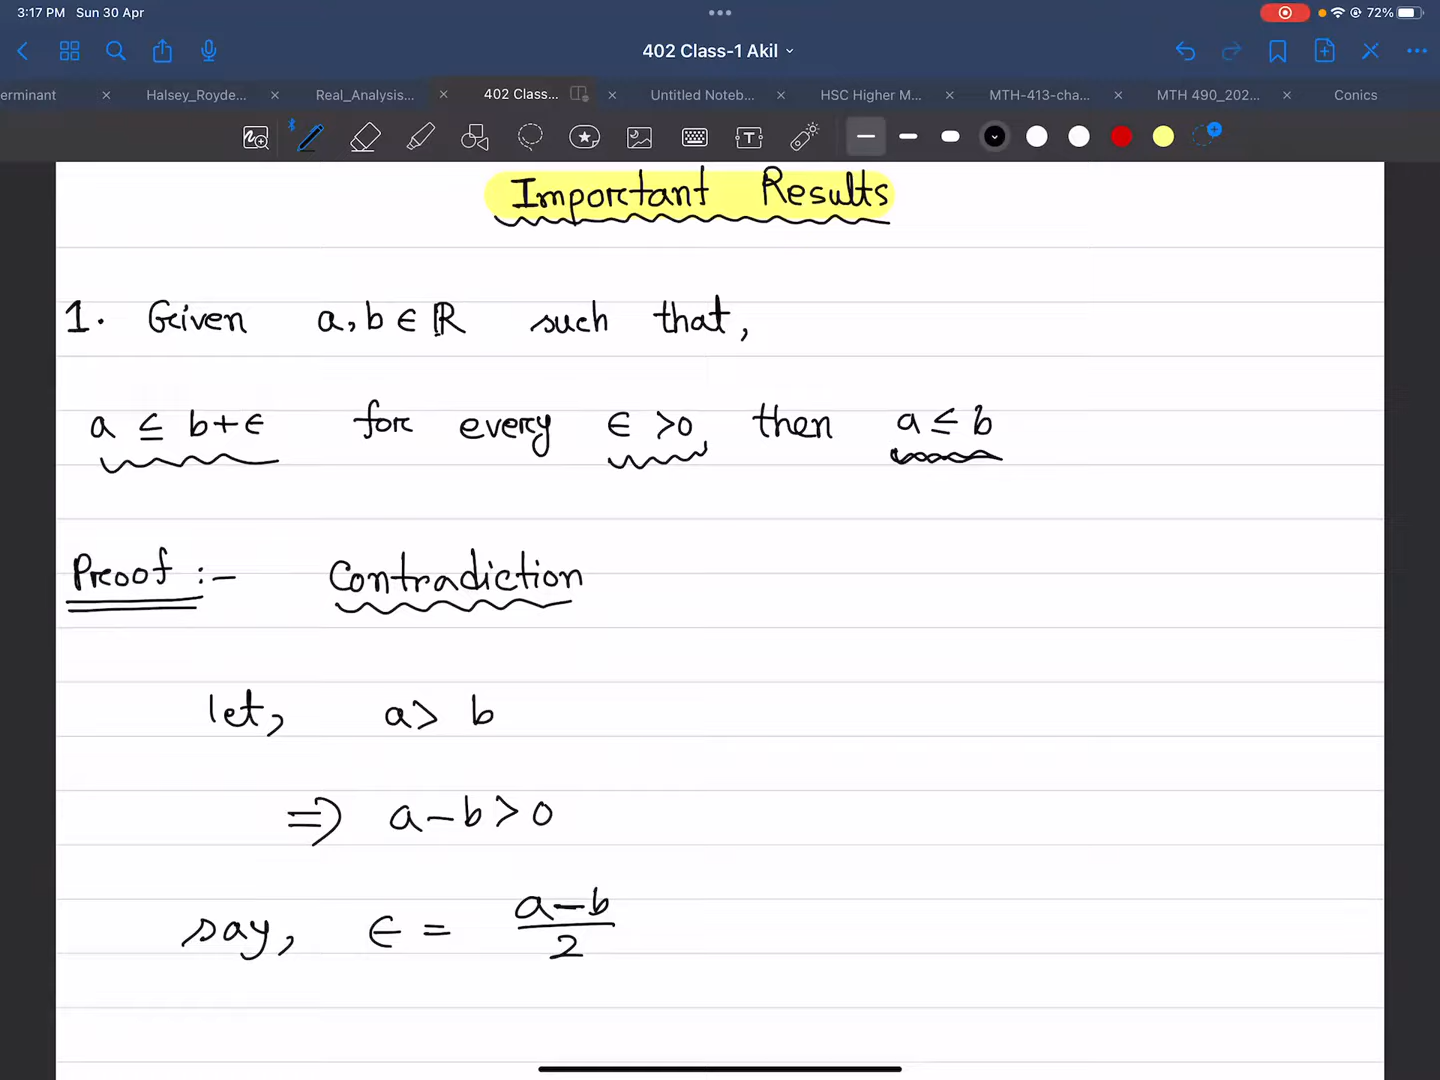 3:17 PM Sun 30 Apr
72%
402 Class-1 Akil
erminant
Halsey_Royde...
Real_Analysis...
402 Class...
Untitled Noteb...
HSC Higher M...
MTH-413-cha...
MTH 490_202...
Conics
Important Results
1. Given a, b ∈ ℝ such that,
a ≤ b+ϵ for every ϵ >0, then a ≤ b
Proof :- Contradiction
let, a > b
⇒ a-b > 0
say, ϵ = \frac{a-b}{2}